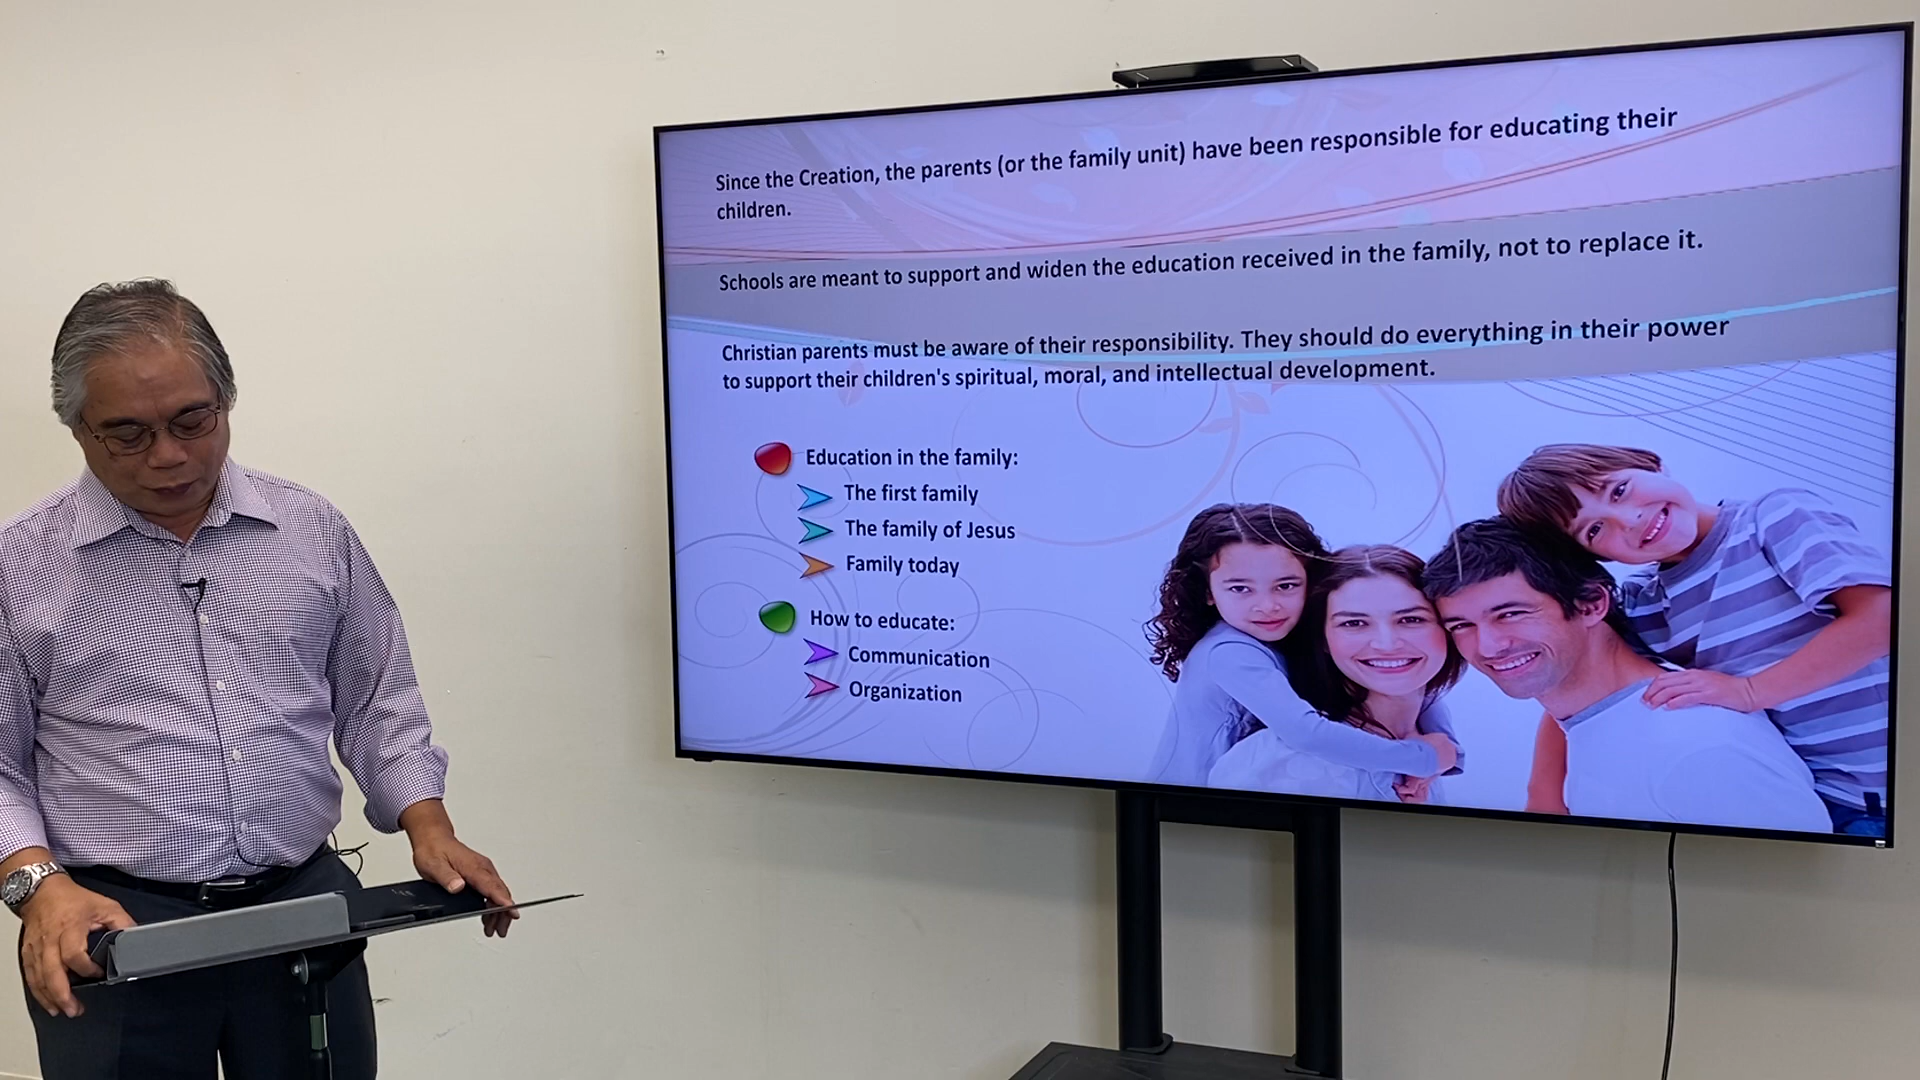 Since the Creation, the parents (or the family unit) have been responsible for educating their
children.
Schools are meant to support and widen the education received in the family, not to replace it.
Christian parents must be aware of their responsibility. They should do everything in their power
to support their children's spiritual, moral, and intellectual development.
Education in the family:
The first family
The family of Jesus
Family today
How to educate:
Communication
Organization